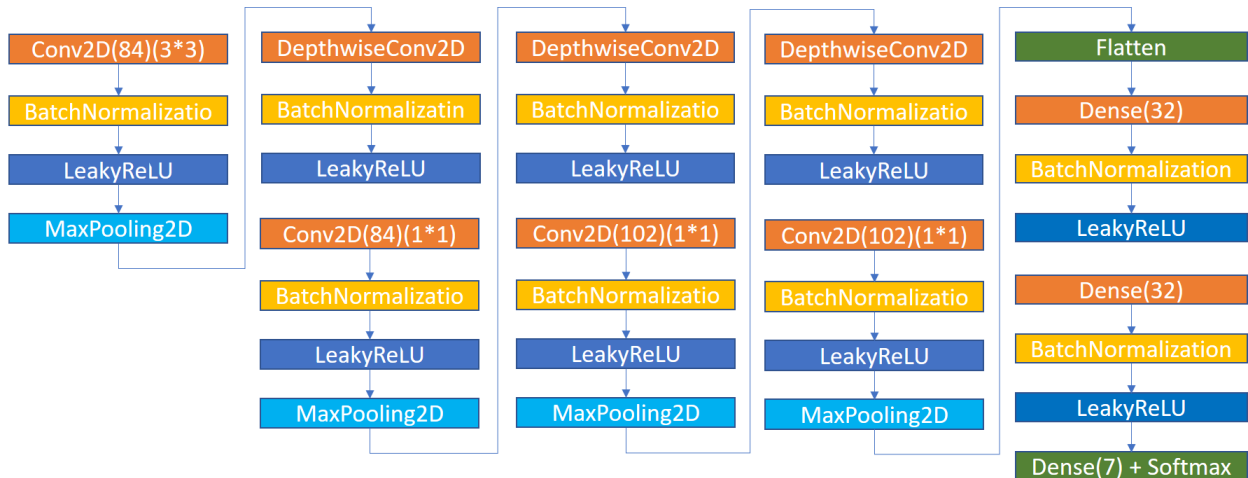 Conv2D(84)(3*3)
BatchNormalizatio
LeakyReLU
MaxPooling2D
DepthwiseConv2D
BatchNormalizatin
LeakyReLU
Conv2D(84)(1*1)
BatchNormalizatio
LeakyReLU
MaxPooling2D
DepthwiseConv2D
BatchNormalizatio
LeakyReLU
Conv2D(102)(1*1)
BatchNormalizatio
LeakyReLU
MaxPooling2D
DepthwiseConv2D
BatchNormalizatio
LeakyReLU
Conv2D(102)(1*1)
BatchNormalizatio
LeakyReLU
MaxPooling2D
Flatten
Dense(32)
BatchNormalization
LeakyReLU
Dense(32)
BatchNormalization
LeakyReLU
Dense(7) + Softmax